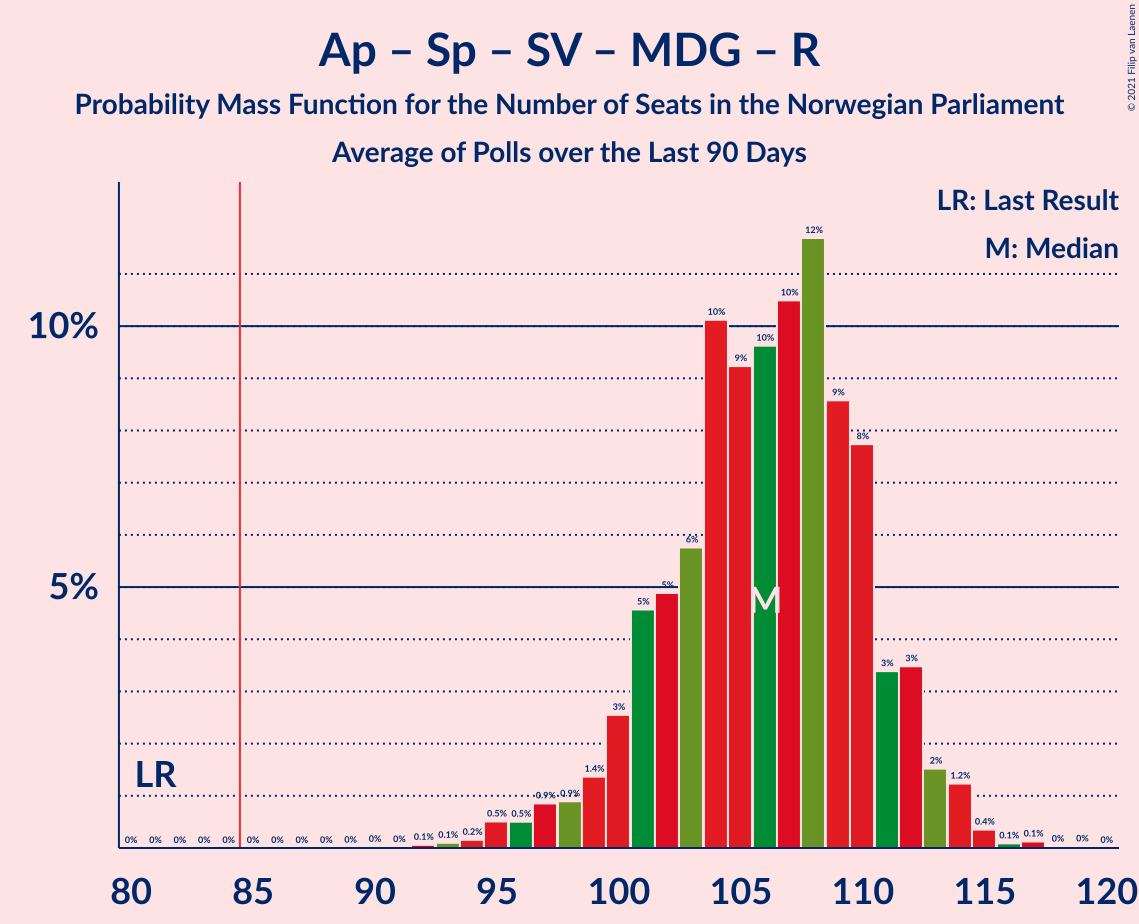 © 2021 Filip van Laenen
Ap – Sp – SV – MDG – R
Probability Mass Function for the Number of Seats in the Norwegian Parliament
Average of Polls over the Last 90 Days
LR: Last Result
M: Median
12%
10%
10%
10%
10%
9%
9%
8%
6%
5%
5%
5%
M
3%
3%
3%
LR
2%
1.4%
1.2%
0.9%
0.9%
0.5%
0.5%
0.4%
0% 0% 0% 0% 0% 0% 0% 0% 0% 0% 0% 0% 0.1% 0.1% 0.2% 0.1% 0.1% 0% 0% 0%
80 85 90 95 100 105 110 115 120